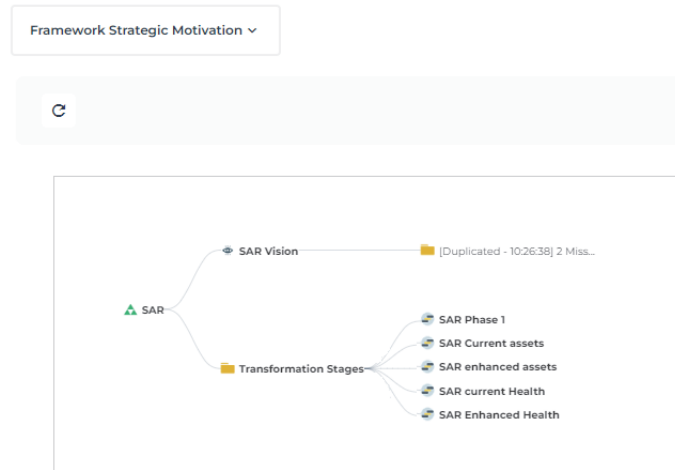 Framework Strategic Motivation
SAR Vision
[Duplicated - 10:26:38] 2 Miss...
SAR
SAR Phase 1
SAR Current assets
Transformation Stages
SAR enhanced assets
SAR current Health
SAR Enhanced Health